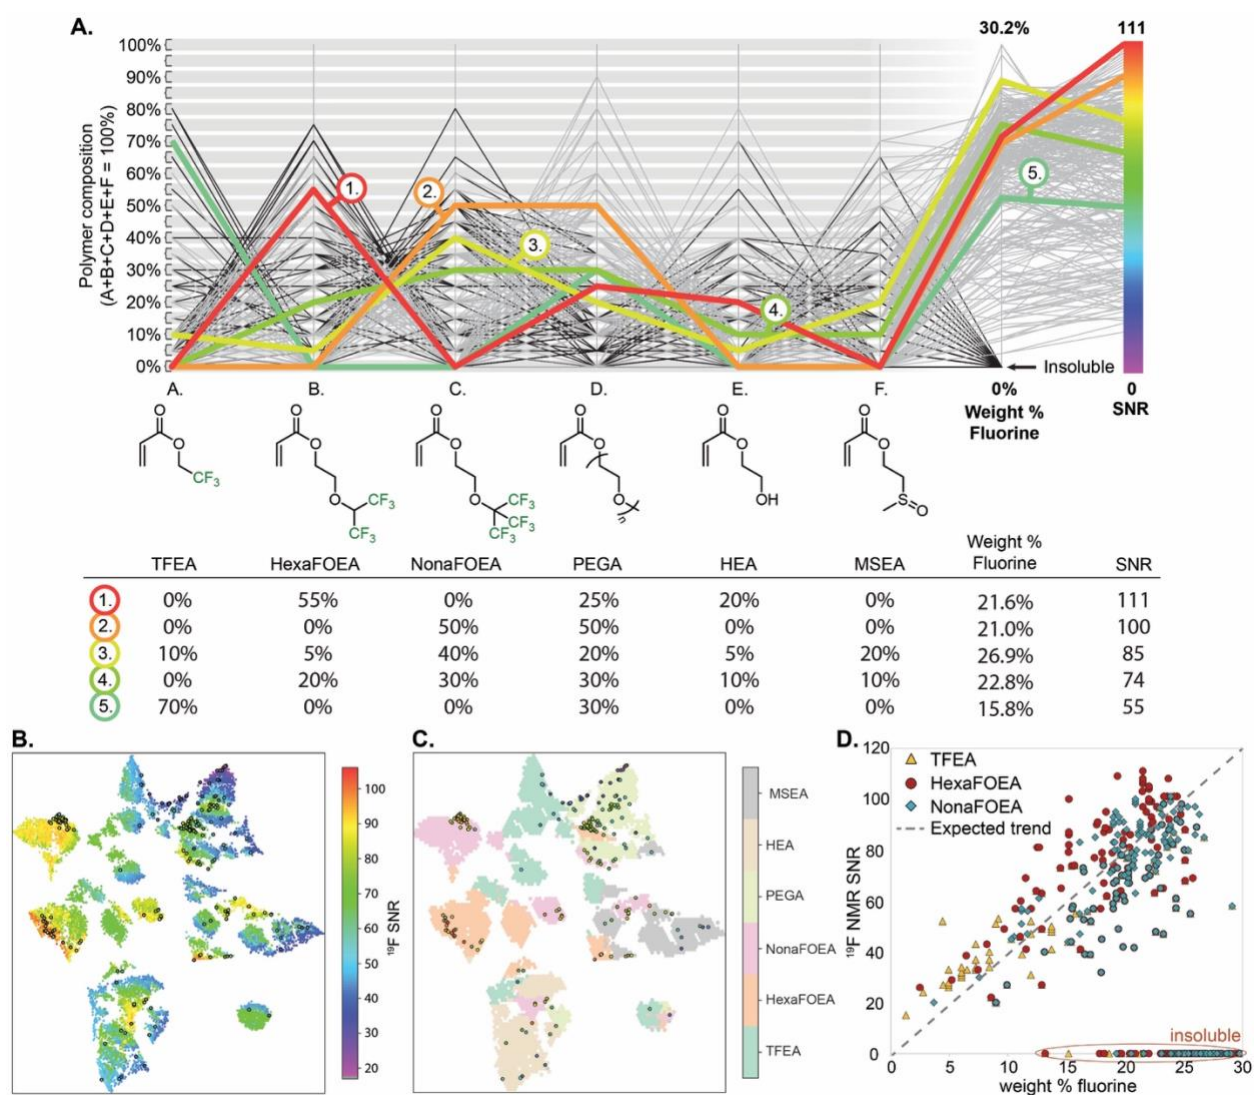 A.
30.2%
111
100%
90%
80%
70%
60%
50%
40%
30%
20%
10%
0%
Polymer composition
(A+B+C+D+E+F = 100%)
1.
2.
3.
4.
5.
Insoluble
A.
B.
C.
D.
E.
F.
0%
Weight %
Fluorine
0
SNR
O
O
CF3
O
O
O
CF3
CF3
O
O
O
CF3
CF3
CF3
O
O
O
n
O
O
OH
O
O
S
O
TFEA HexaFOEA NonaFOEA PEGA HEA MSEA Weight % Fluorine SNR
1. 0% 55% 0% 25% 20% 0% 21.6% 111
2. 0% 0% 50% 50% 0% 0% 21.0% 100
3. 10% 5% 40% 20% 5% 20% 26.9% 85
4. 0% 20% 30% 30% 10% 10% 22.8% 74
5. 70% 0% 0% 30% 0% 0% 15.8% 55
B.
100
90
80
70
60
50
40
30
20
19F SNR
C.
MSEA
HEA
PEGA
NonaFOEA
HexaFOEA
TFEA
D.
120
100
80
60
40
20
0
19F NMR SNR
TFEA
HexaFOEA
NonaFOEA
Expected trend
insoluble
0 5 10 15 20 25 30
weight % fluorine